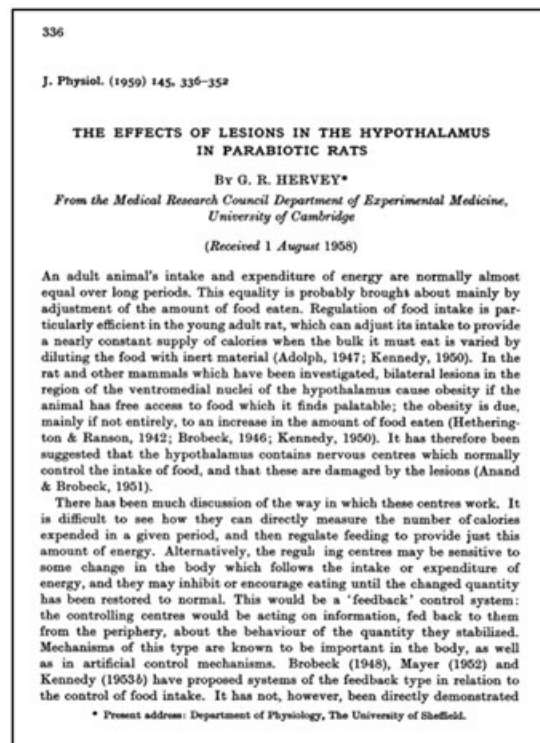 336
J. Physiol. (1959) 145, 336–352
THE EFFECTS OF LESIONS IN THE HYPOTHALAMUS
IN PARABIOTIC RATS
By G. R. HERVEY*
From the Medical Research Council Department of Experimental Medicine,
University of Cambridge
(Received 1 August 1958)
An adult animal's intake and expenditure of energy are normally almost
equal over long periods. This equality is probably brought about mainly by
adjustment of the amount of food eaten. Regulation of food intake is par-
ticularly efficient in the young adult rat, which can adjust its intake to provide
a nearly constant supply of calories when the bulk it must eat is varied by
diluting the food with inert material (Adolph, 1947; Kennedy, 1950). In the
rat and other mammals which have been investigated, bilateral lesions in the
region of the ventromedial nuclei of the hypothalamus cause obesity if the
animal has free access to food which it finds palatable; the obesity is due,
mainly if not entirely, to an increase in the amount of food eaten (Hethering-
ton & Ranson, 1942; Brobeck, 1946; Kennedy, 1950). It has therefore been
suggested that the hypothalamus contains nervous centres which normally
control the intake of food, and that these are damaged by the lesions (Anand
& Brobeck, 1951).
There has been much discussion of the way in which these centres work. It
is difficult to see how they can directly measure the number of calories
expended in a given period, and then regulate feeding to provide just this
amount of energy. Alternatively, the regul ing centres may be sensitive to
some change in the body which follows the intake or expenditure of
energy, and they may inhibit or encourage eating until the changed quantity
has been restored to normal. This would be a 'feedback' control system:
the controlling centres would be acting on information, fed back to them
from the periphery, about the behaviour of the quantity they stabilized.
Mechanisms of this type are known to be important in the body, as well
as in artificial control mechanisms. Brobeck (1948), Mayer (1952) and
Kennedy (1953b) have proposed systems of the feedback type in relation to
the control of food intake. It has not, however, been directly demonstrated
* Present address: Department of Physiology, The University of Sheffield.